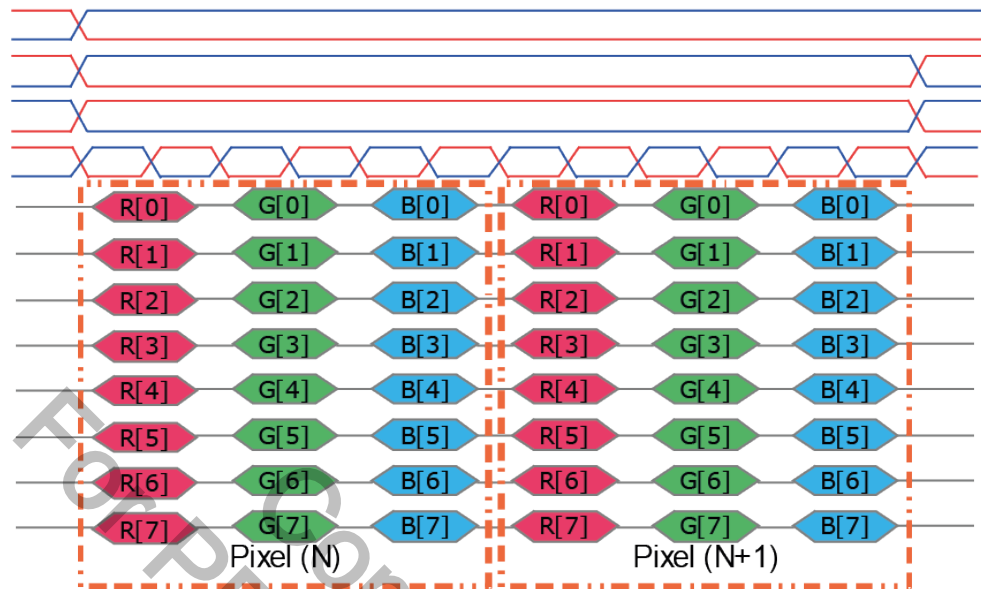 R[0] G[0] B[0] R[0] G[0] B[0]
R[1] G[1] B[1] R[1] G[1] B[1]
R[2] G[2] B[2] R[2] G[2] B[2]
R[3] G[3] B[3] R[3] G[3] B[3]
R[4] G[4] B[4] R[4] G[4] B[4]
R[5] G[5] B[5] R[5] G[5] B[5]
R[6] G[6] B[6] R[6] G[6] B[6]
R[7] G[7] B[7] R[7] G[7] B[7]
Pixel (N) Pixel (N+1)
For